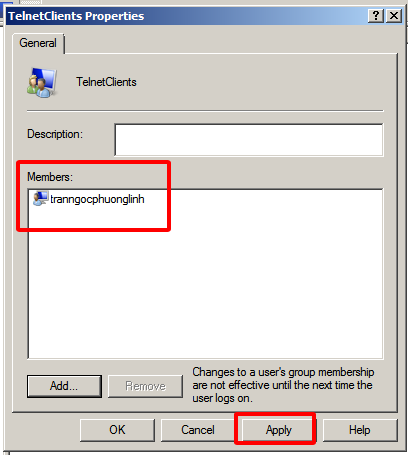 TelnetClients Properties
General
TelnetClients
Description:
Members:
tranngocphuonglinh
Add...
Remove
Changes to a user's group membership
are not effective until the next time the
user logs on.
OK
Cancel
Apply
Help